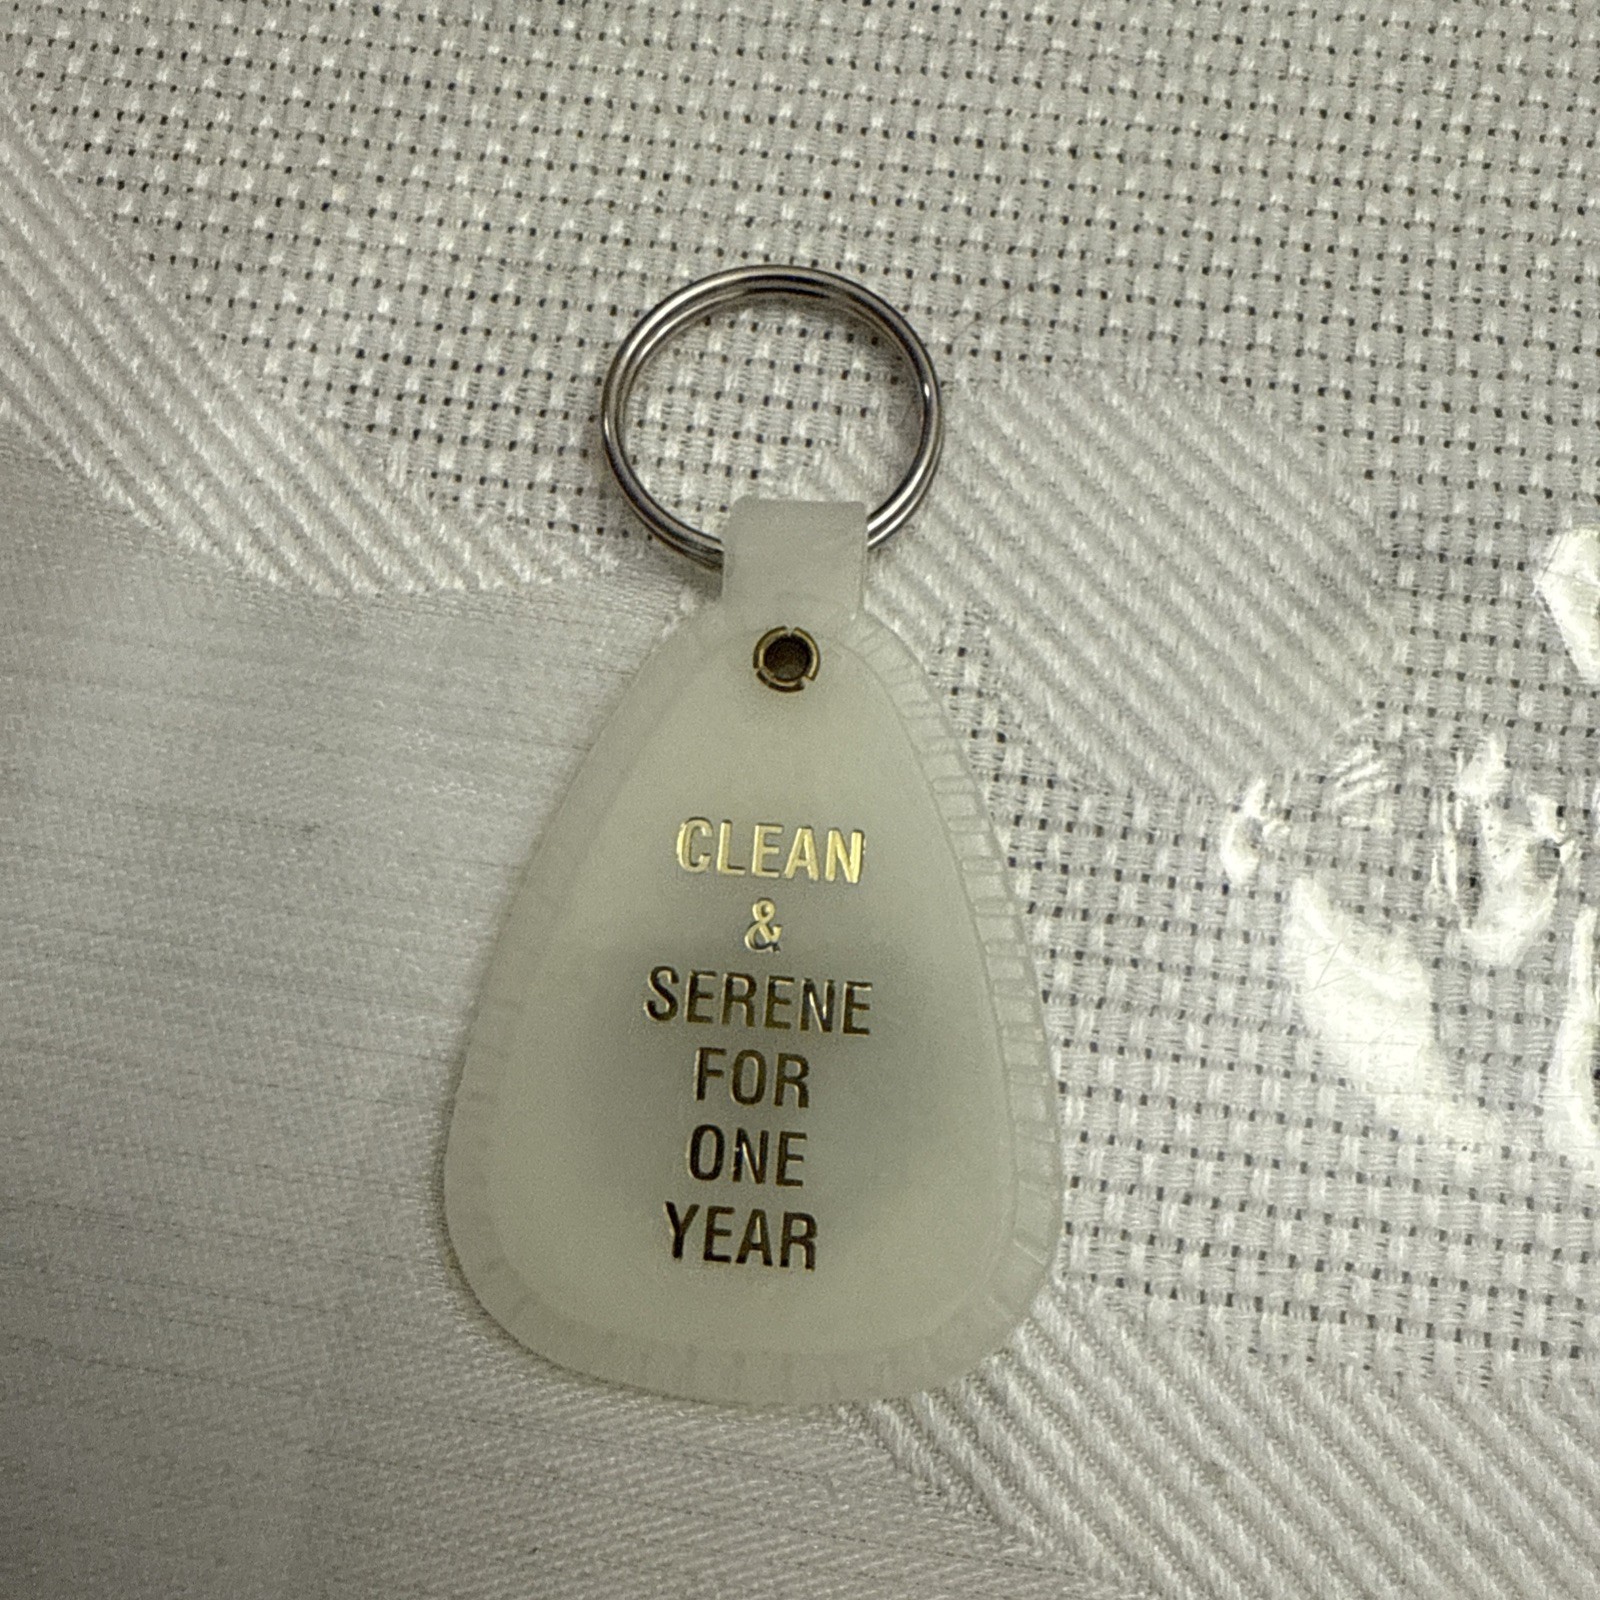 CLEAN
&
SERENE
FOR
ONE
YEAR